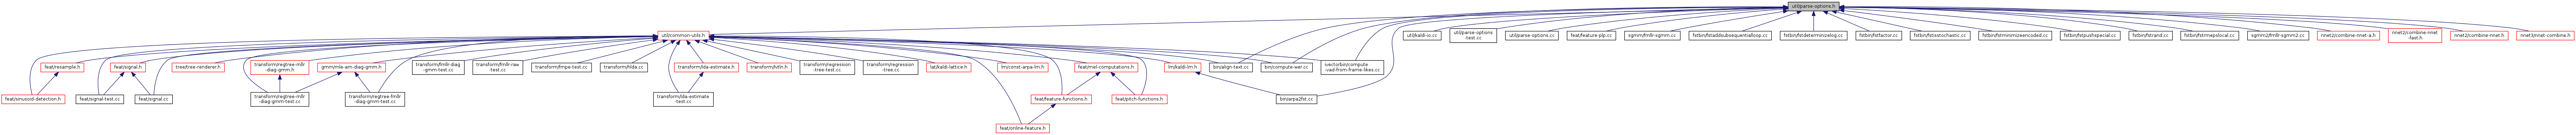 util/parse-options.h
util/common-utils.h
util/kaldi-io.cc
util/parse-options
-test.cc
util/parse-options.cc
feat/feature-plp.cc
sgmm/fmllr-sgmm.cc
fstbin/fstaddsubsequentialloop.cc
fstbin/fstdeterminizelog.cc
fstbin/fstfactor.cc
fstbin/fstisstochastic.cc
fstbin/fstminimizeencoded.cc
fstbin/fstpushspecial.cc
fstbin/fstrand.cc
fstbin/fstrmepslocal.cc
sgmm2/fmllr-sgmm2.cc
nnet2/combine-nnet-a.h
nnet2/combine-nnet
-fast.h
nnet2/combine-nnet.h
nnet3/nnet-combine.h
feat/resample.h
feat/signal.h
tree/tree-renderer.h
transform/regtree-mllr
-diag-gmm.h
gmm/mle-am-diag-gmm.h
transform/fmllr-diag
-gmm-test.cc
transform/fmllr-raw
-test.cc
transform/fmpe-test.cc
transform/hlda.cc
transform/lda-estimate.h
transform/lvtln.h
transform/regression
-tree-test.cc
transform/regression
-tree.cc
lat/kaldi-lattice.h
lm/const-arpa-lm.h
feat/mel-computations.h
lm/kaldi-lm.h
bin/align-text.cc
bin/compute-wer.cc
ivectorbin/compute
-vad-from-frame-likes.cc
feat/sinusoid-detection.h
feat/signal-test.cc
feat/signal.cc
transform/regtree-mllr
-diag-gmm-test.cc
transform/regtree-fmllr
-diag-gmm-test.cc
transform/lda-estimate
-test.cc
feat/feature-functions.h
feat/pitch-functions.h
bin/arpa2fst.cc
feat/online-feature.h